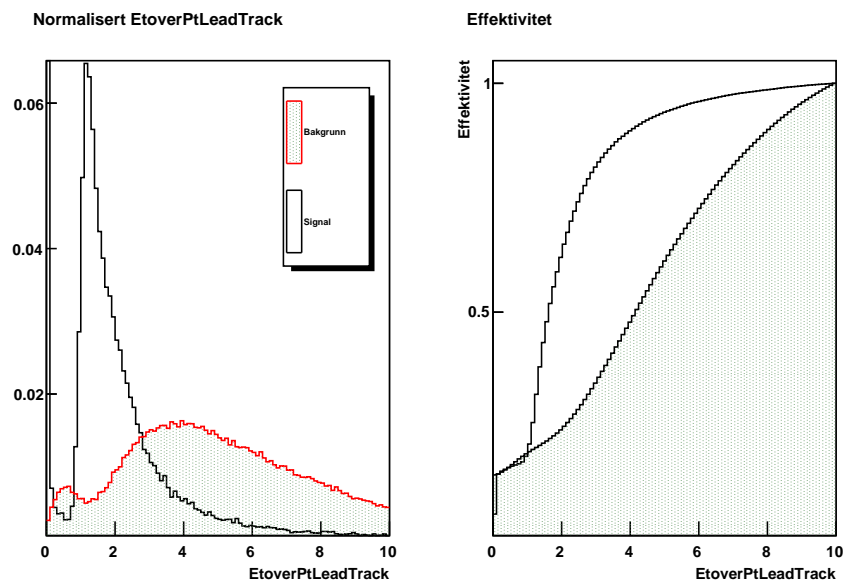 Normalisert EtoverPtLeadTrack
0.06
0.04
0.02
Bakgrunn
Signal
0 2 4 6 8 10
EtoverPtLeadTrack
Effektivitet
Effektivitet
1
0.5
0 2 4 6 8 10
EtoverPtLeadTrack